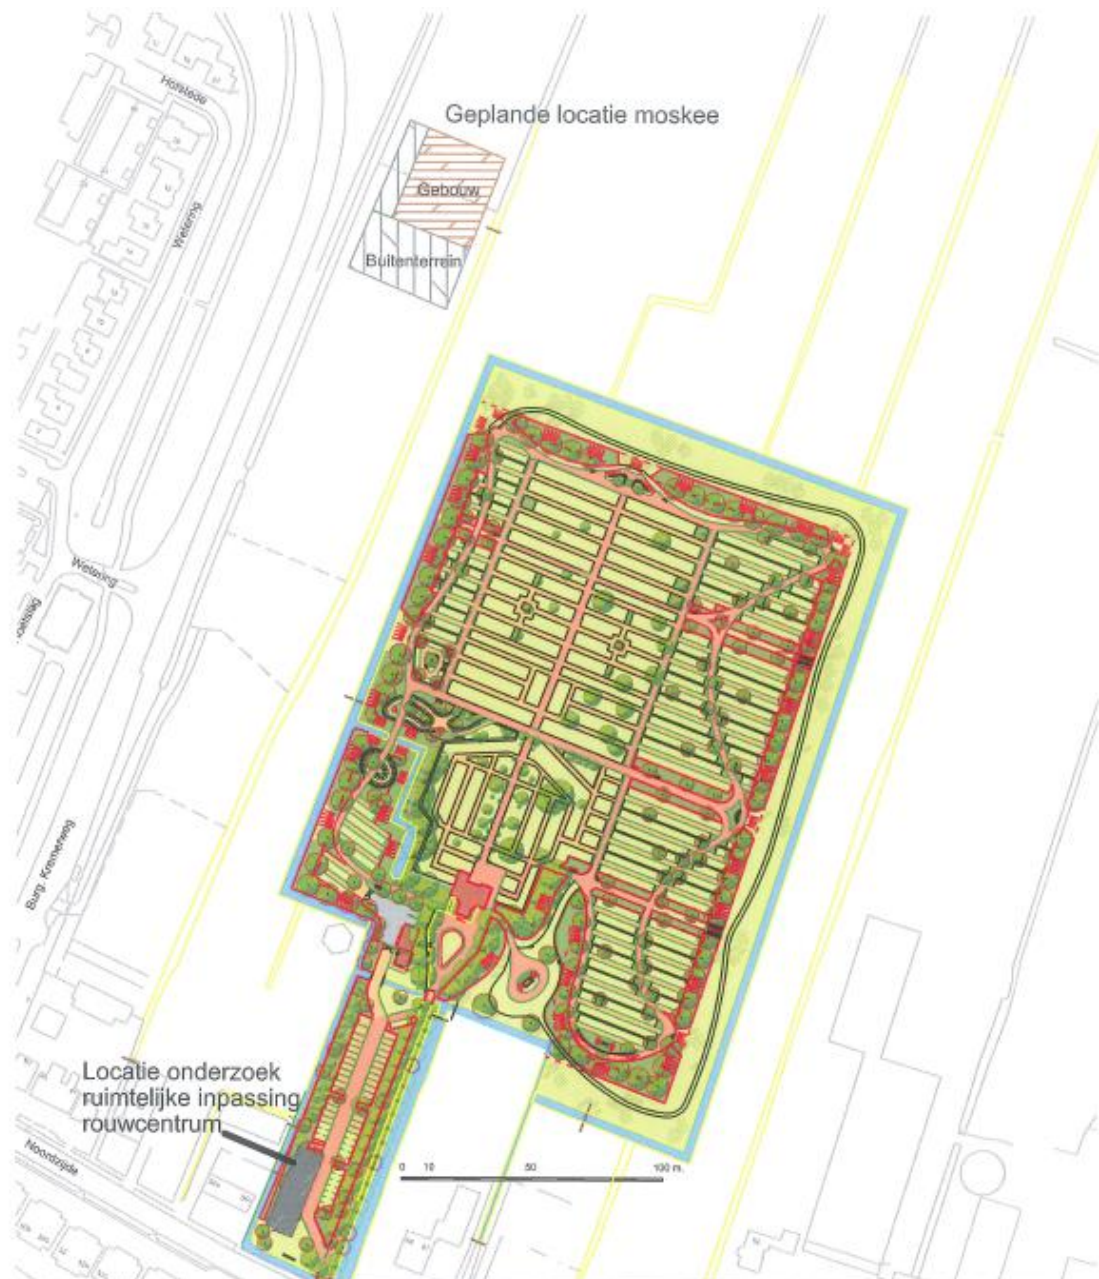 Hofstede
Geplande locatie moskee
Gebouw
Wetering
Buitenterrein
Wetering
Burg. Kremerweg
Locatie onderzoek
ruimtelijke inpassing
rouwcentrum
Noordzijde
0 10 50 100 m.